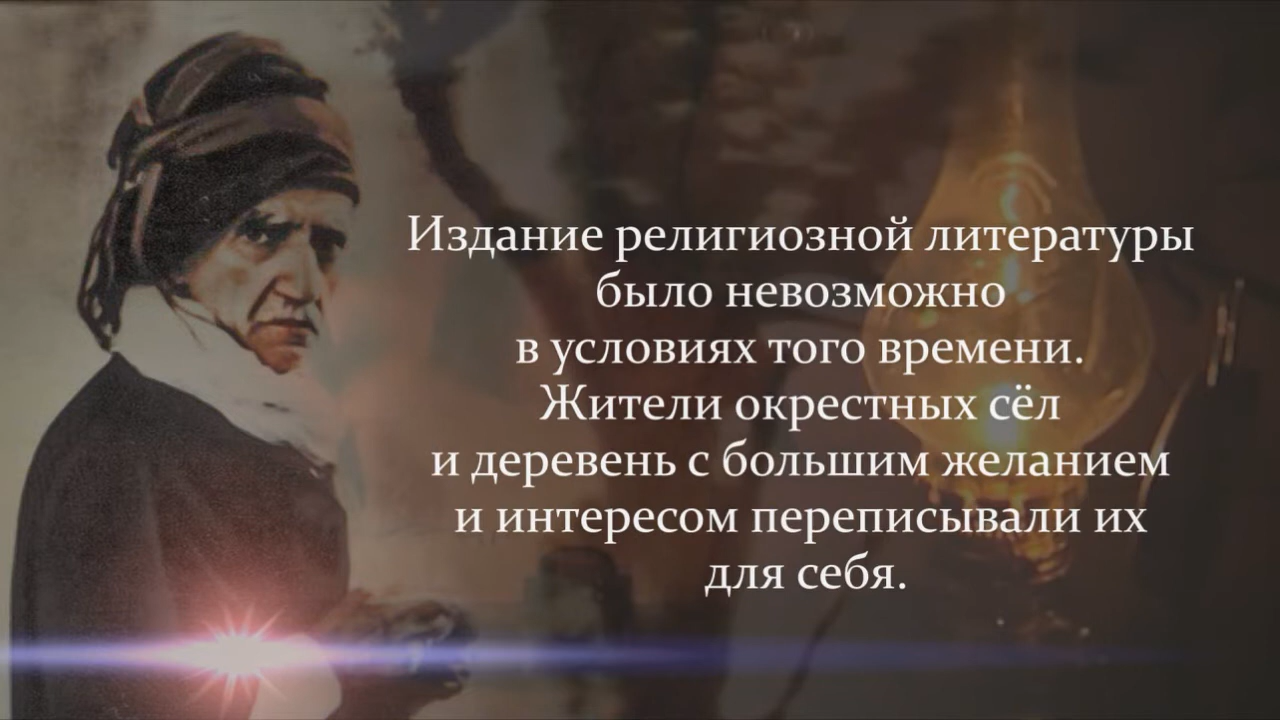 Издание религиозной литературы
было невозможно
в условиях того времени.
Жители окрестных сёл
и деревень с большим желанием
и интересом переписывали их
для себя.